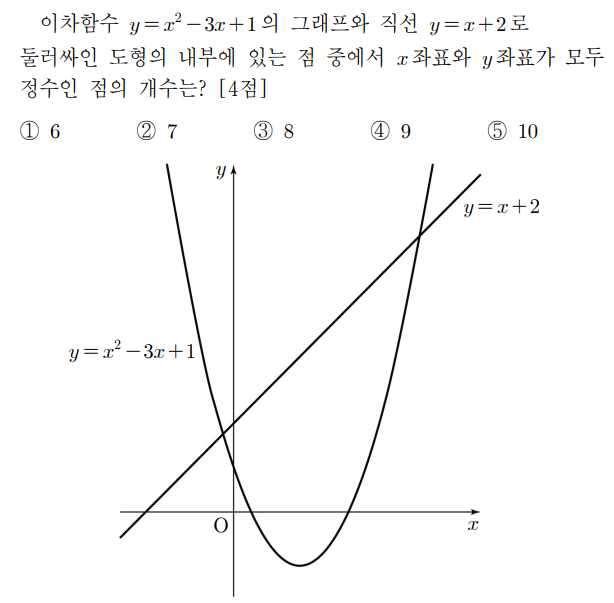 이차함수 y=x²-3x+1의 그래프와 직선 y=x+2로
둘러싸인 도형의 내부에 있는 점 중에서 x좌표와 y좌표가 모두
정수인 점의 개수는? [4점]
① 6 ② 7 ③ 8 ④ 9 ⑤ 10
y
y=x+2
y=x²-3x+1
O
x